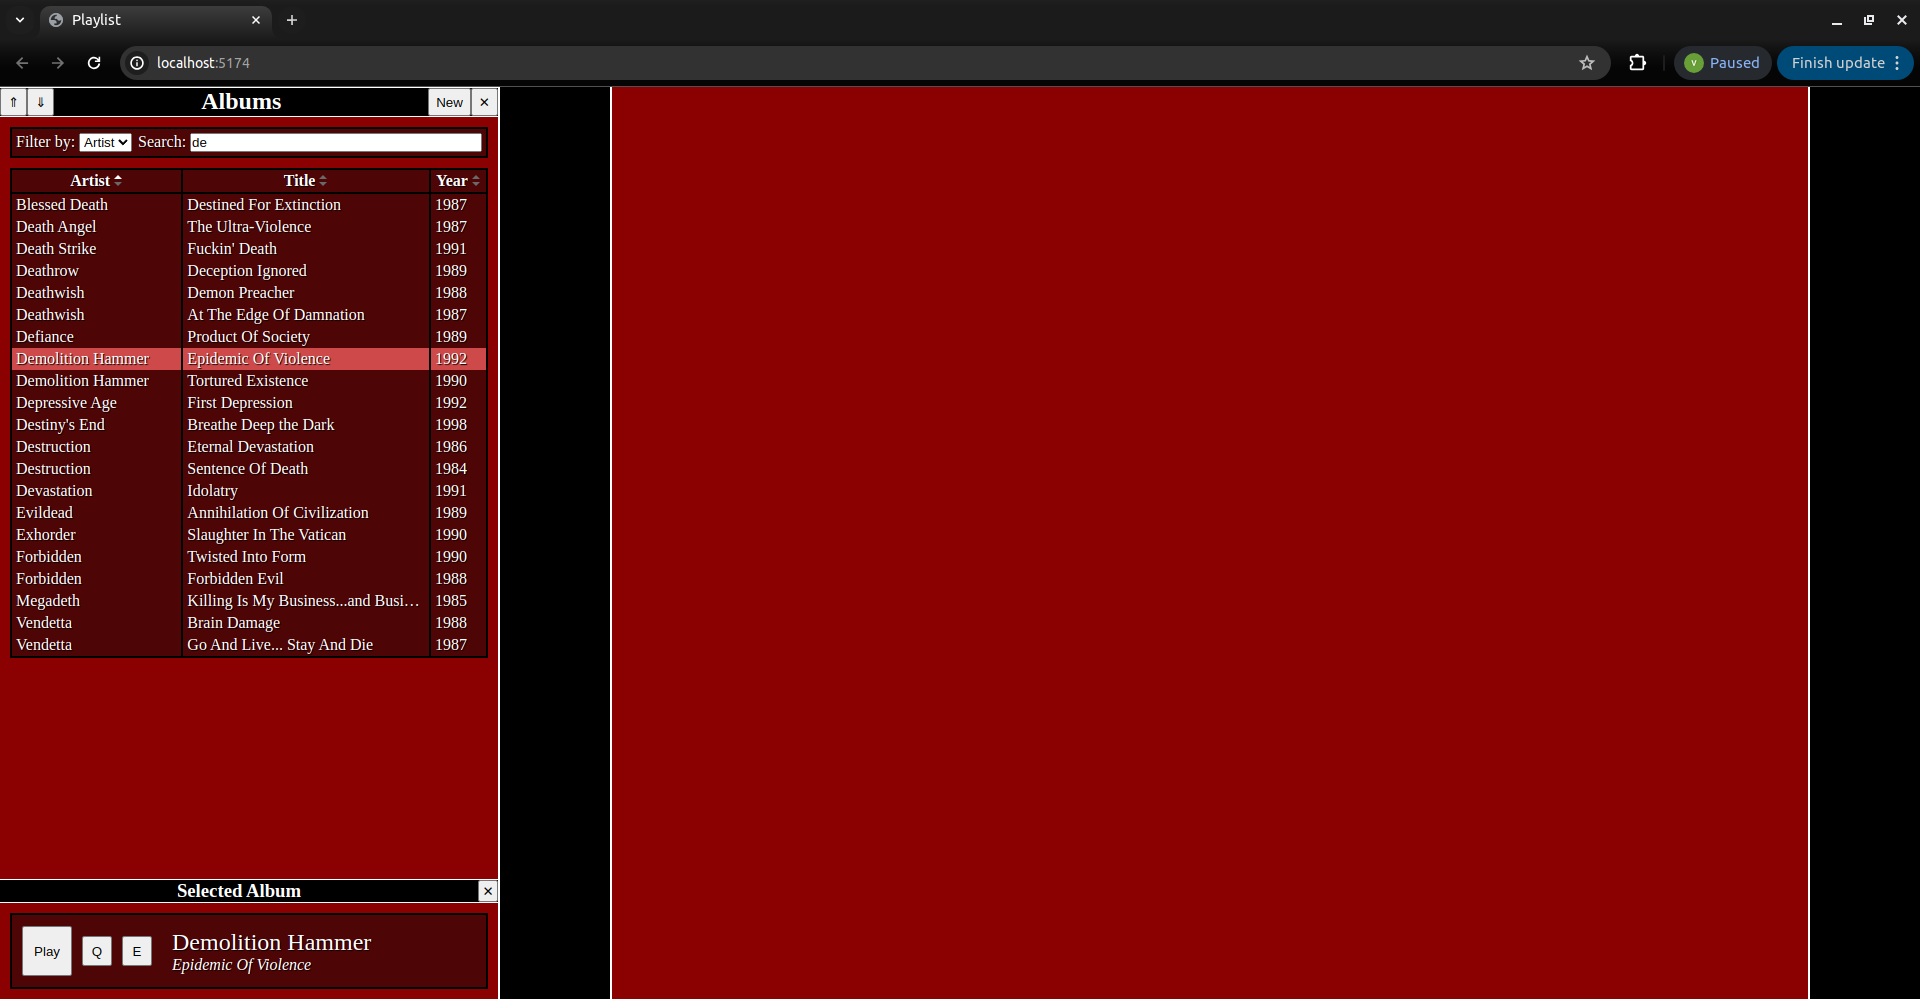 Playlist
localhost:5174
V Paused
Finish update
⇑ ⇓ Albums New ✕
Filter by: Artist Search: de
Artist Title Year
Blessed Death Destined For Extinction 1987
Death Angel The Ultra-Violence 1987
Death Strike Fuckin' Death 1991
Deathrow Deception Ignored 1989
Deathwish Demon Preacher 1988
Deathwish At The Edge Of Damnation 1987
Defiance Product Of Society 1989
Demolition Hammer Epidemic Of Violence 1992
Demolition Hammer Tortured Existence 1990
Depressive Age First Depression 1992
Destiny's End Breathe Deep the Dark 1998
Destruction Eternal Devastation 1986
Destruction Sentence Of Death 1984
Devastation Idolatry 1991
Evildead Annihilation Of Civilization 1989
Exhorder Slaughter In The Vatican 1990
Forbidden Twisted Into Form 1990
Forbidden Forbidden Evil 1988
Megadeth Killing Is My Business...and Busi… 1985
Vendetta Brain Damage 1988
Vendetta Go And Live... Stay And Die 1987
Selected Album ✕
Play Q E
Demolition Hammer
Epidemic Of Violence